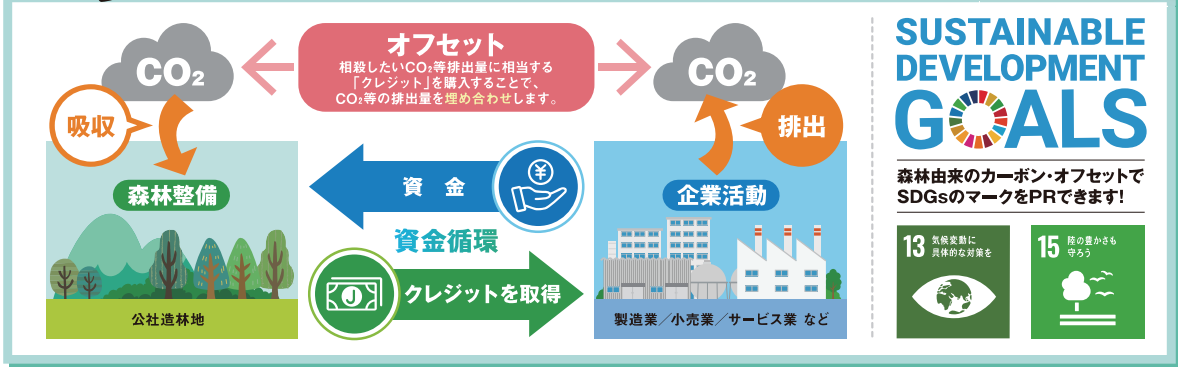 オフセット
相殺したいCO₂等排出量に相当する
「クレジット」を購入することで、
CO₂等の排出量を埋め合わせします。
CO₂
CO₂
吸収
排出
森林整備
資 金
企業活動
資金循環
J
クレジットを取得
公社造林地
製造業／小売業／サービス業 など
SUSTAINABLE
DEVELOPMENT
GOALS
森林由来のカーボン・オフセットで
SDGsのマークをPRできます!
13 気候変動に
具体的な対策を
15 陸の豊かさも
守ろう